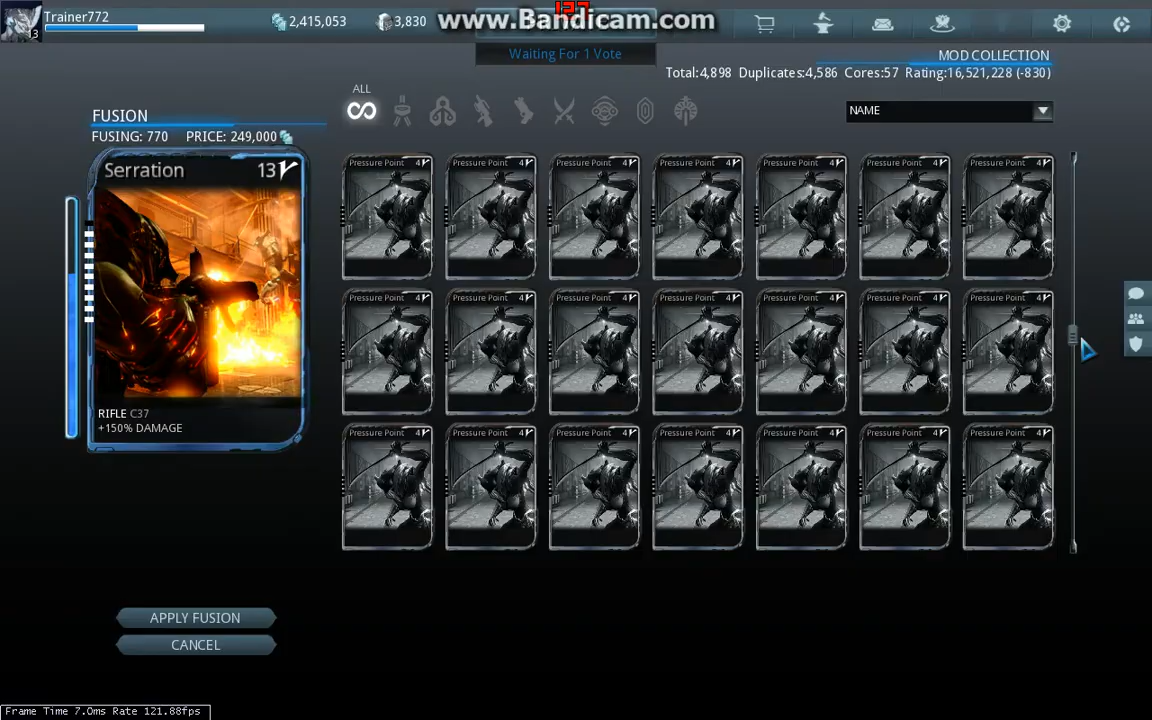 Trainer772
13
2,415,053
3,830
www.Bandicam.com
127
Waiting For 1 Vote
MOD COLLECTION
Total:4,898 Duplicates:4,586 Cores:57 Rating:16,521,228 (-830)
ALL
NAME
FUSION
FUSING: 770 PRICE: 249,000
Serration 13
RIFLE C37
+150% DAMAGE
Pressure Point 4 Pressure Point 4 Pressure Point 4 Pressure Point 4 Pressure Point 4 Pressure Point 4 Pressure Point 4
Pressure Point 4 Pressure Point 4 Pressure Point 4 Pressure Point 4 Pressure Point 4 Pressure Point 4 Pressure Point 4
Pressure Point 4 Pressure Point 4 Pressure Point 4 Pressure Point 4 Pressure Point 4 Pressure Point 4 Pressure Point 4
APPLY FUSION
CANCEL
Frame Time 7.0ms Rate 121.88fps